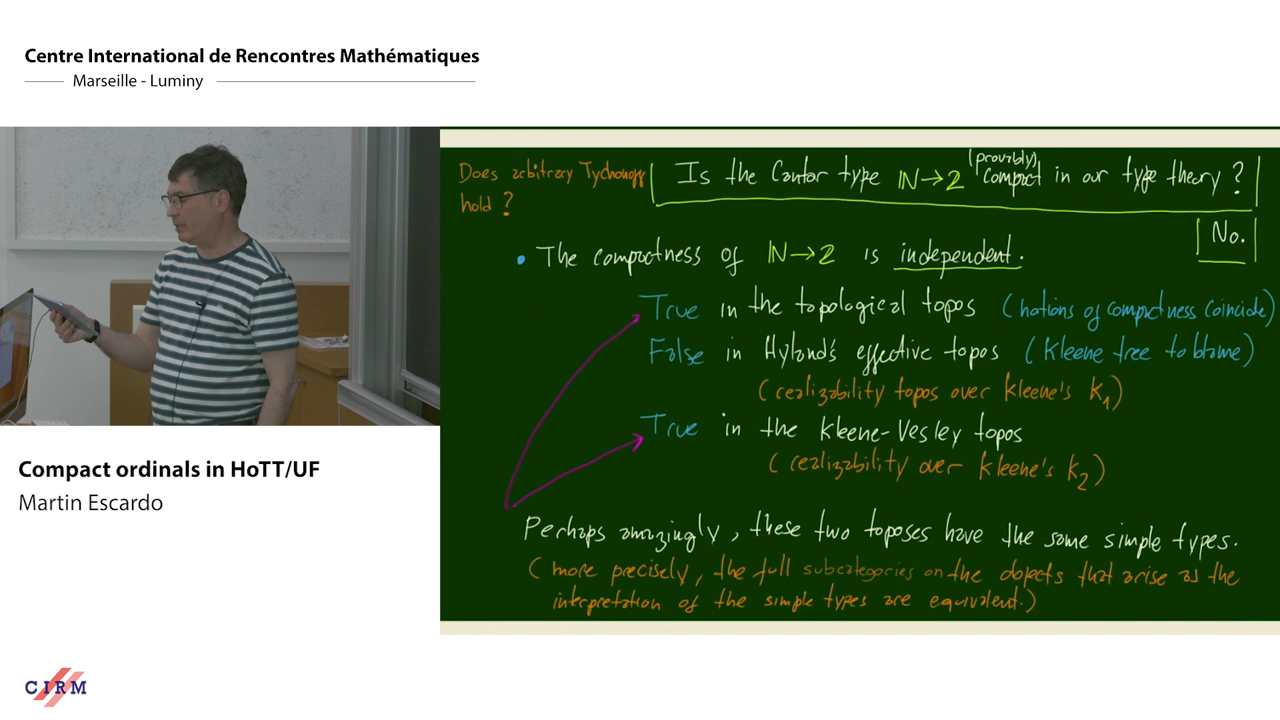 Centre International de Rencontres Mathématiques
Marseille - Luminy
Does arbitrary Tychonoff
hold ?
Is the Cantor type ℕ→2 (provably) compact in our type theory ?
No.
• The compactness of ℕ→2 is independent.
True in the topological topos (notions of compactness coincide)
False in Hyland's effective topos (Kleene tree to blame)
(realizability topos over Kleene's K₁)
True in the Kleene-Vesley topos
(realizability over Kleene's K₂)
Perhaps amazingly, these two toposes have the same simple types.
(more precisely, the full subcategories on the objects that arise as the
interpretation of the simple types are equivalent.)
Compact ordinals in HoTT/UF
Martin Escardo
CIRM